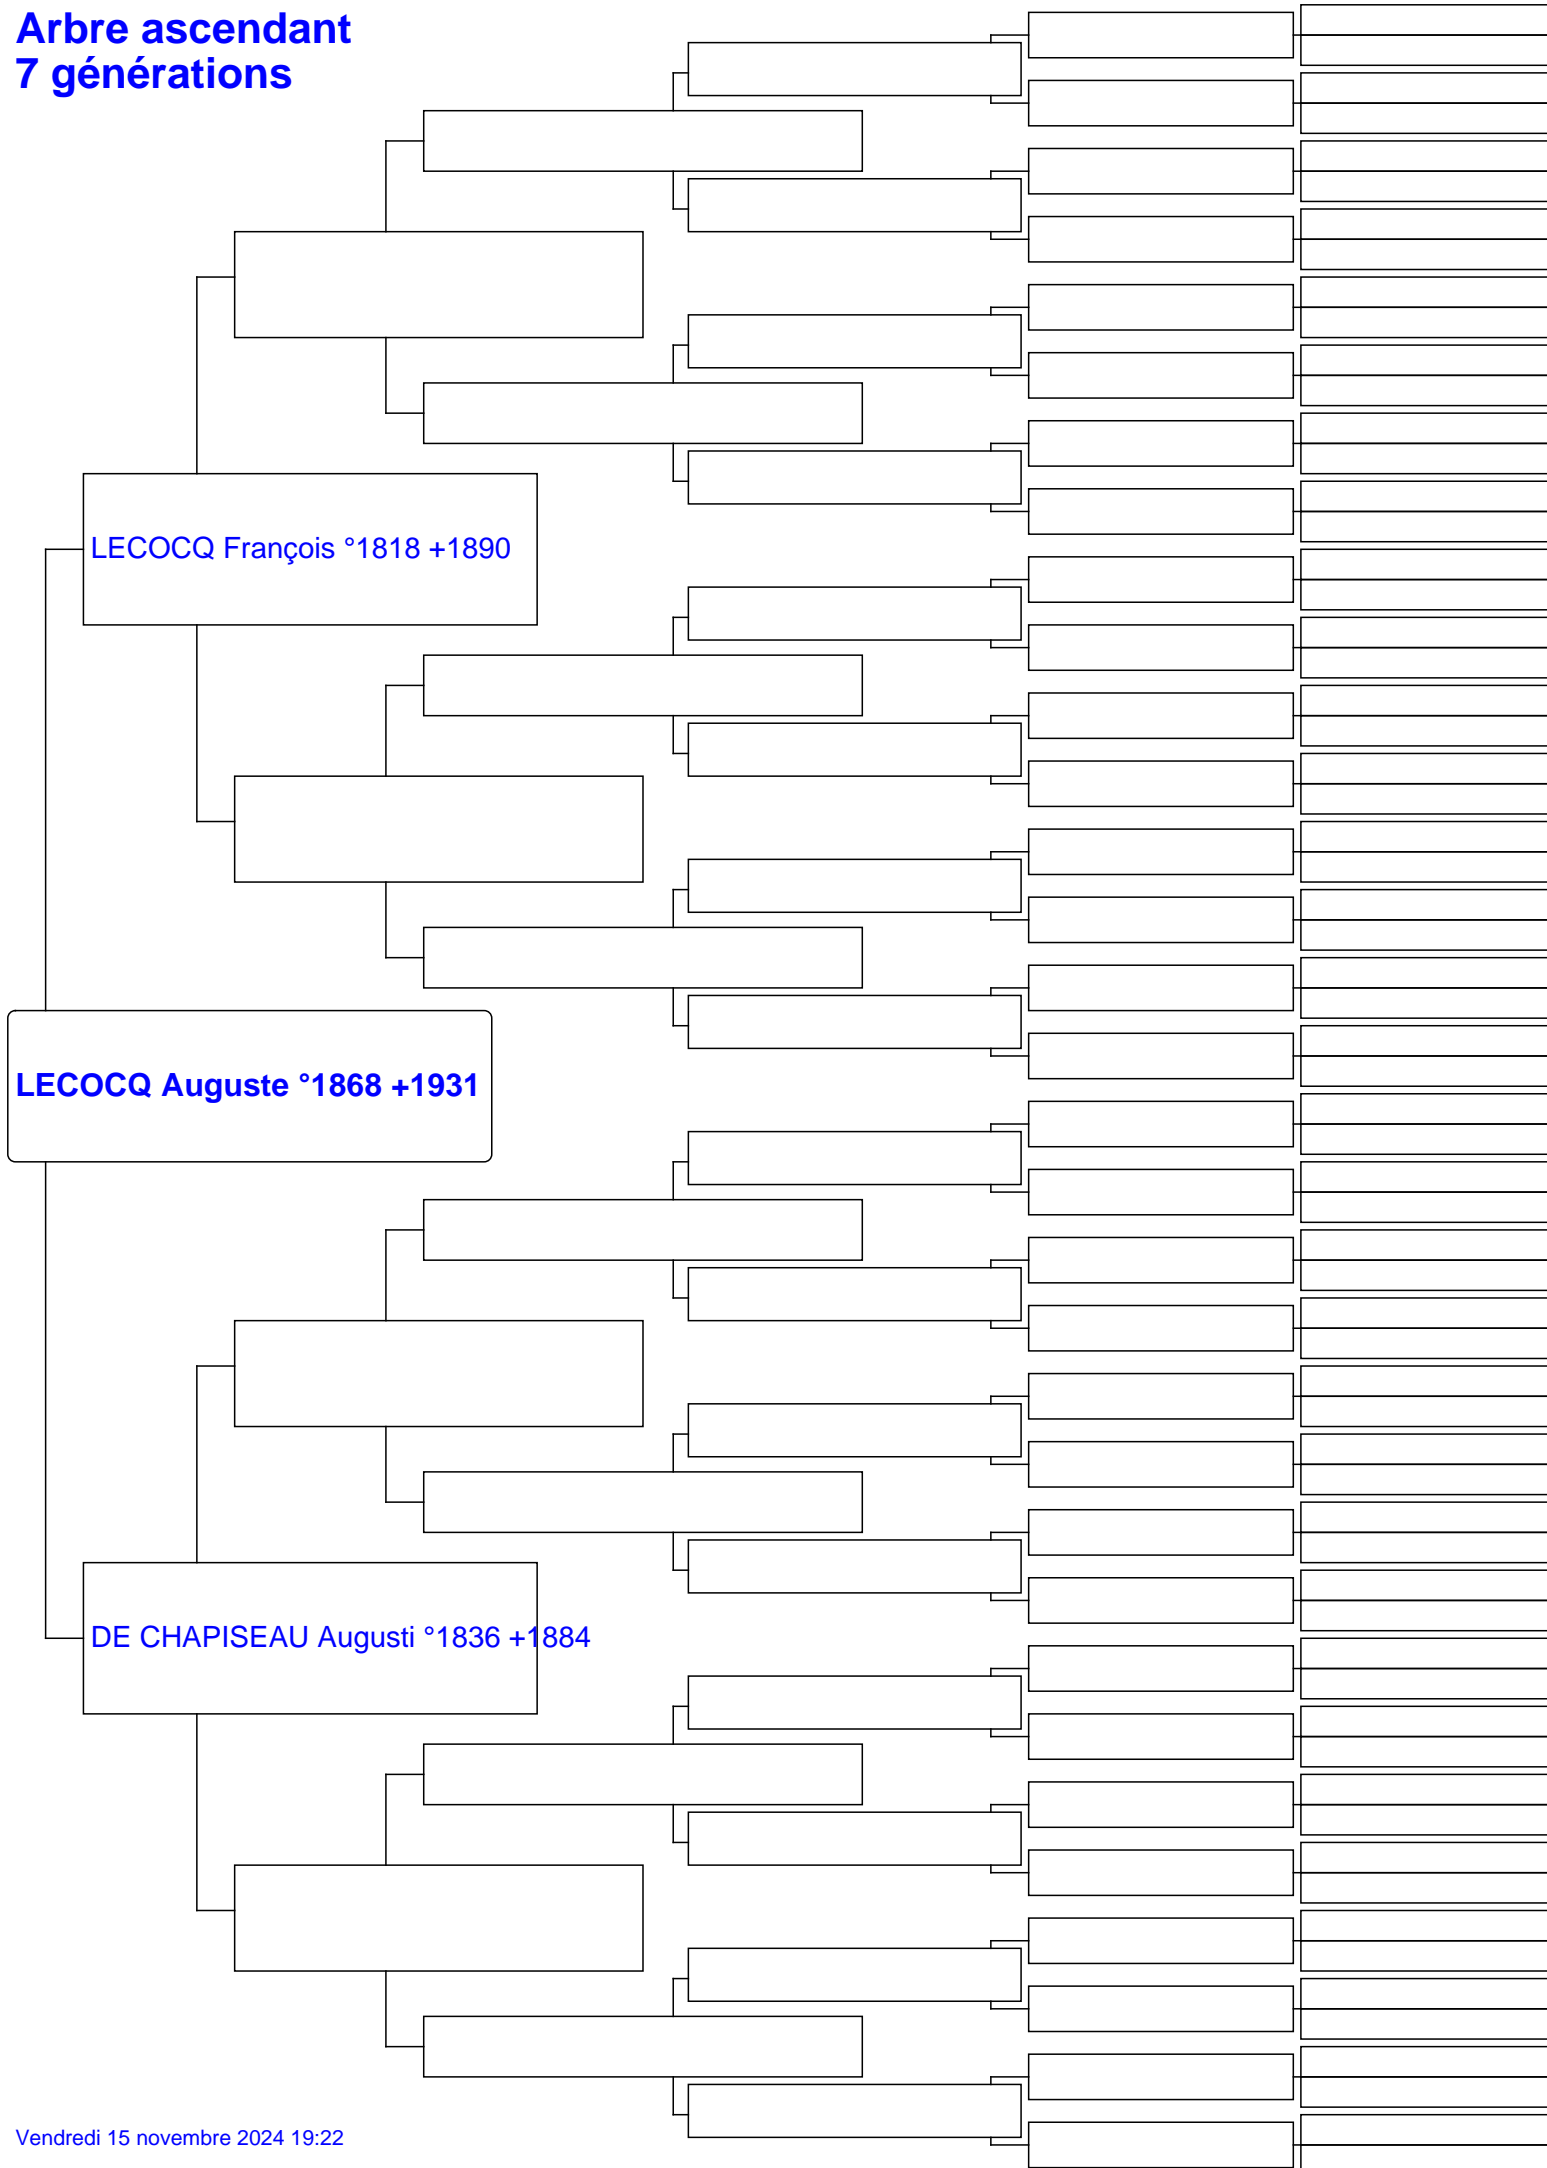 Arbre ascendant
7 générations
LECOCQ François °1818 +1890
LECOCQ Auguste °1868 +1931
DE CHAPISEAU Augusti °1836 +1884
Vendredi 15 novembre 2024 19:22